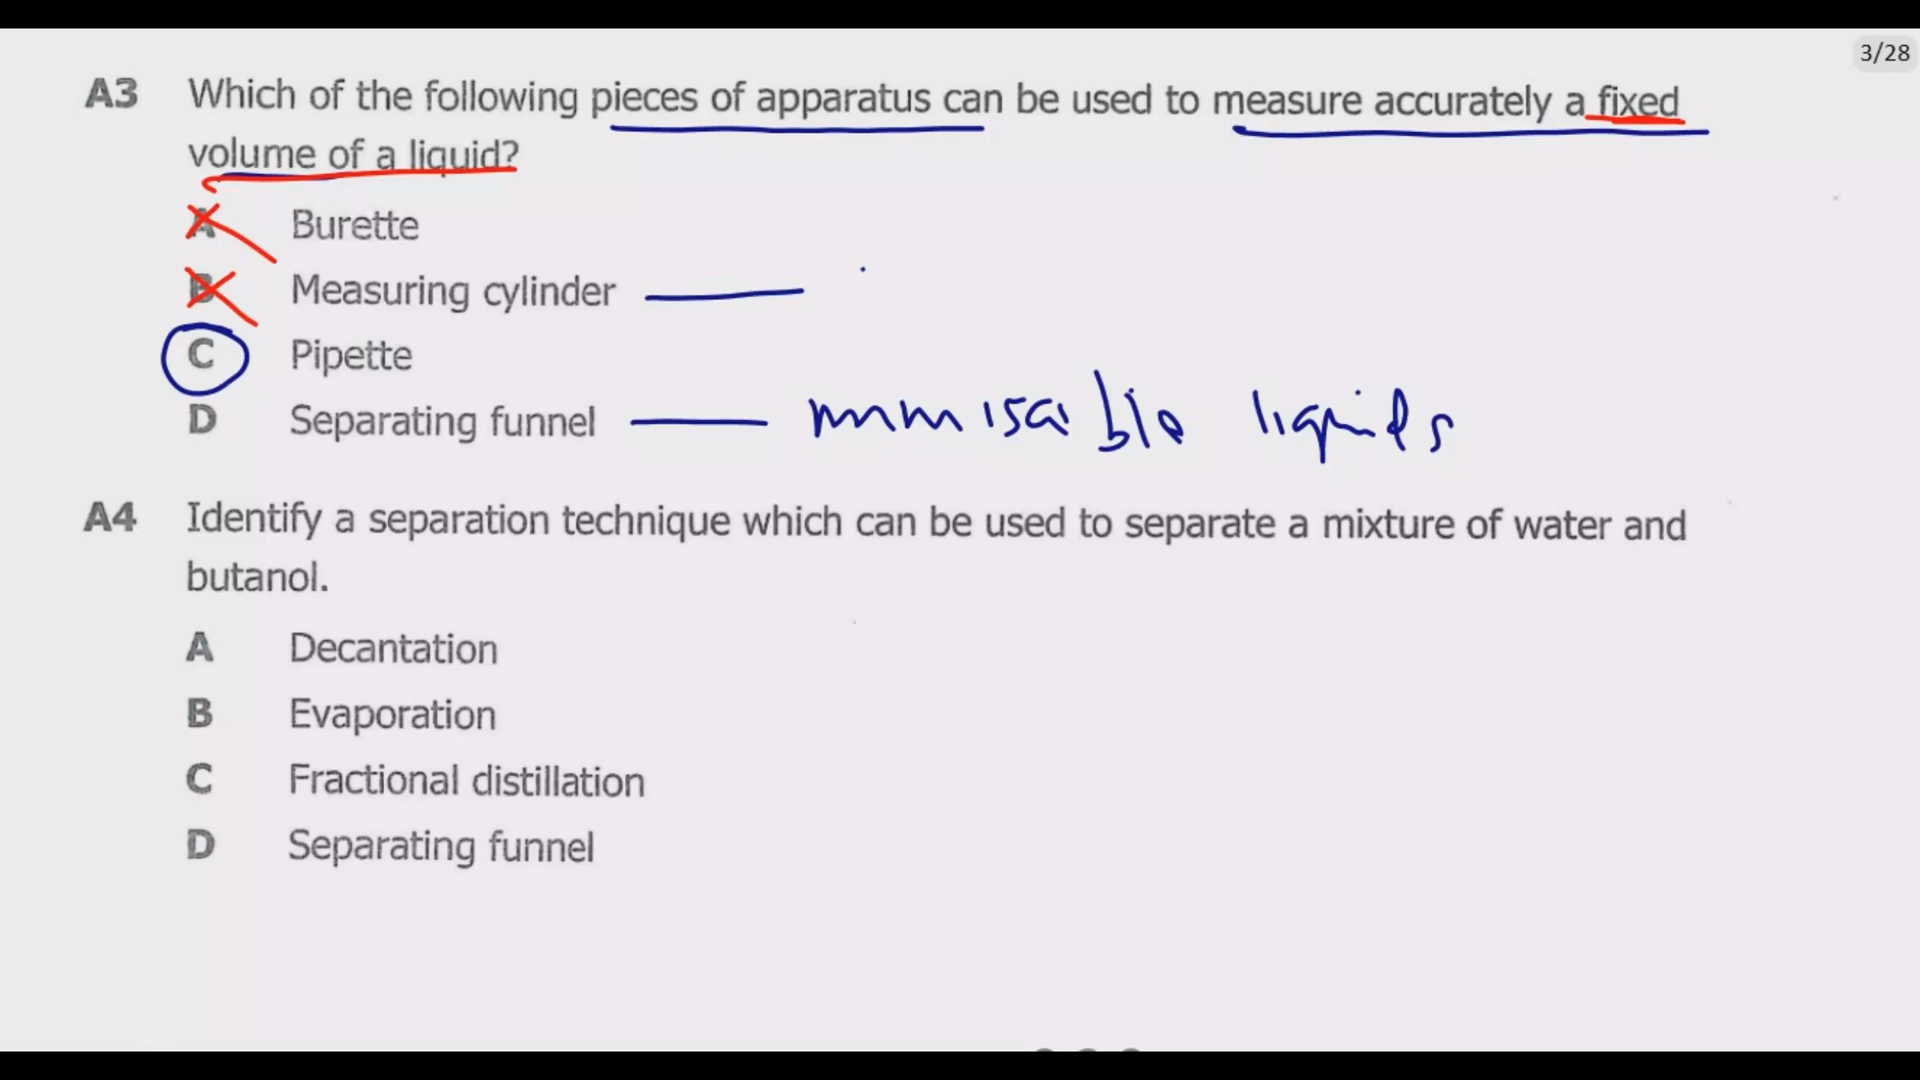 3/28
A3 Which of the following pieces of apparatus can be used to measure accurately a fixed
volume of a liquid?
A Burette
B Measuring cylinder
C Pipette
D Separating funnel liquids
A4 Identify a separation technique which can be used to separate a mixture of water and
butanol.
A Decantation
B Evaporation
C Fractional distillation
D Separating funnel